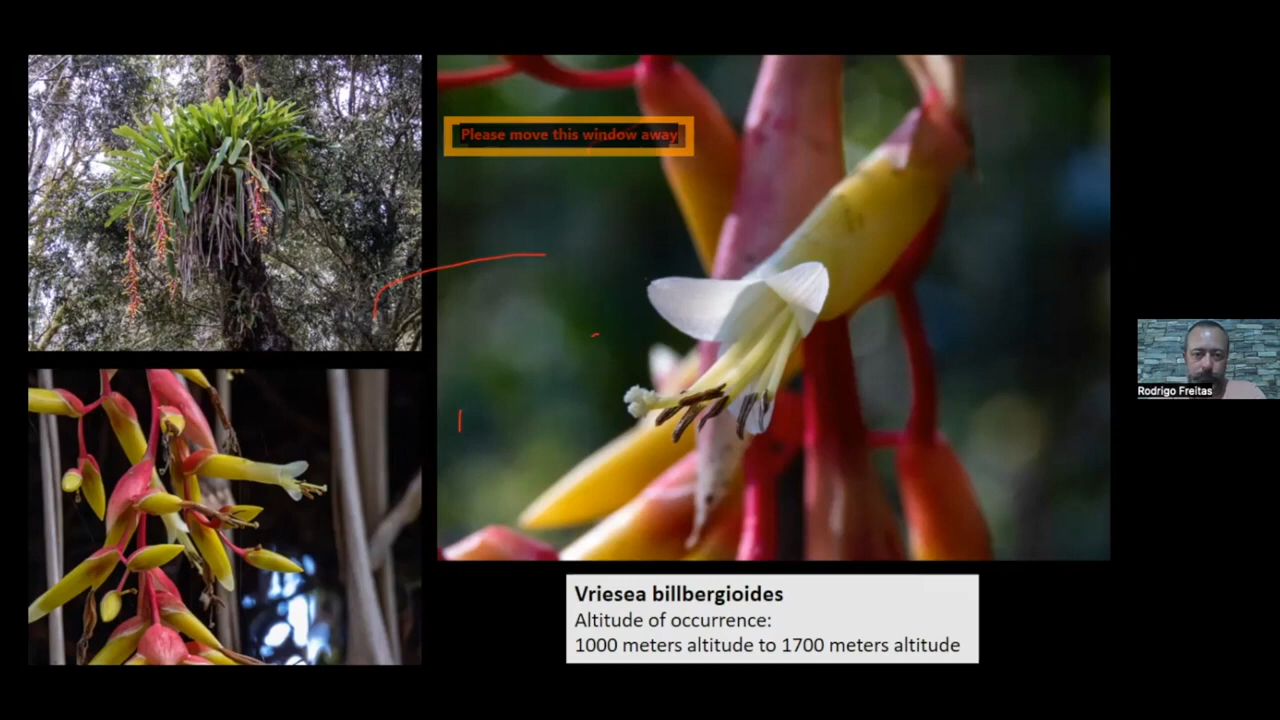 Please move this window away
Rodrigo Freitas
Vriesea billbergioides
Altitude of occurrence:
1000 meters altitude to 1700 meters altitude